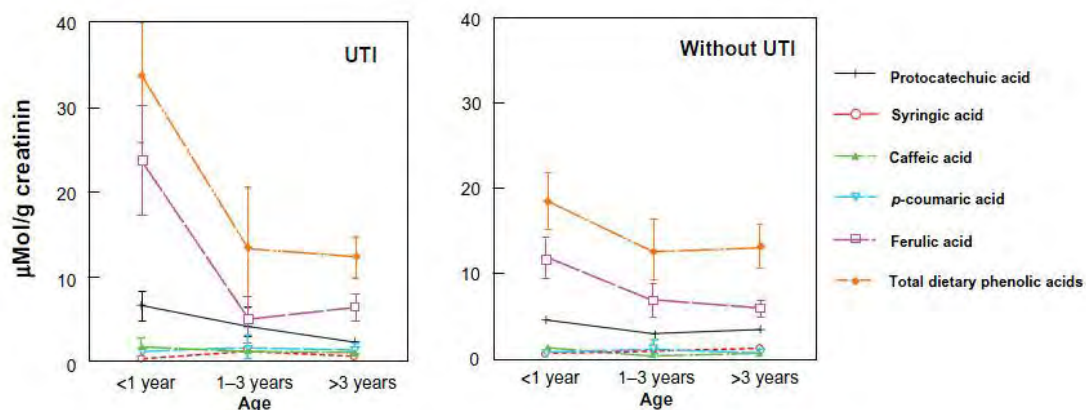 40
30
20
10
0
µMol/g creatinin
UTI
<1 year
1–3 years
>3 years
Age
40
30
20
10
0
Without UTI
<1 year
1–3 years
>3 years
Age
Protocatechuic acid
Syringic acid
Caffeic acid
p-coumaric acid
Ferulic acid
Total dietary phenolic acids